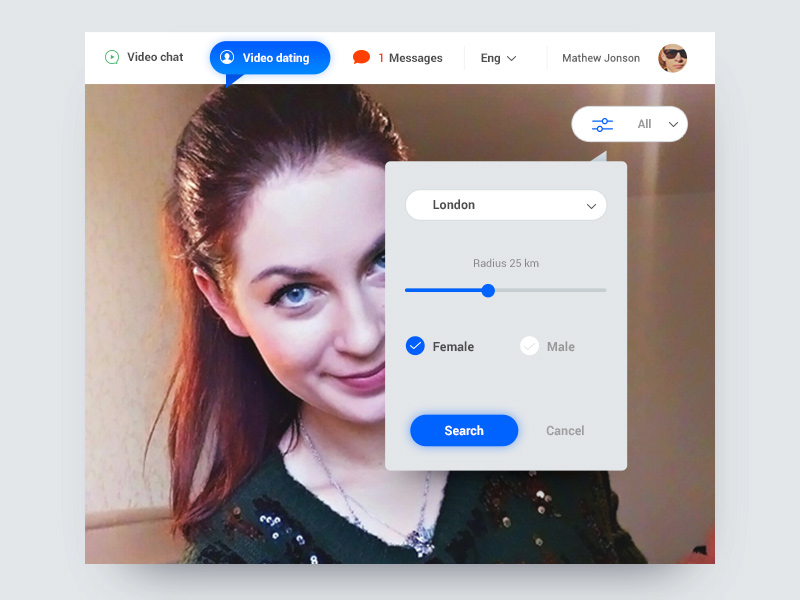 Video chat
Video dating
1 Messages
Eng
Mathew Jonson
All
London
Radius 25 km
Female
Male
Search
Cancel